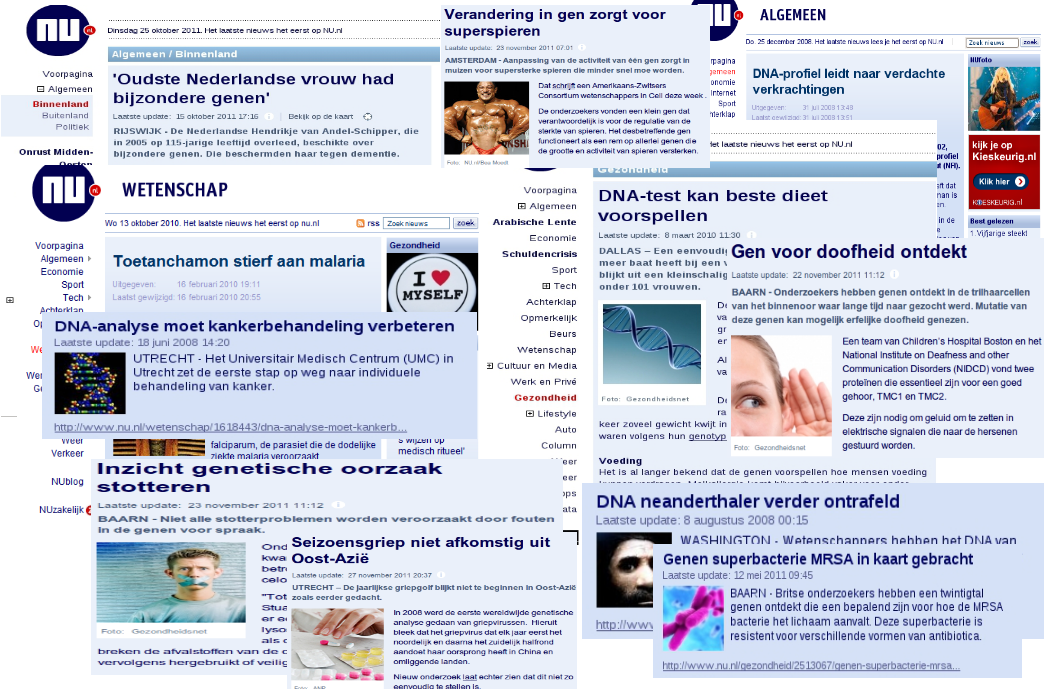 nu
nl
Dinsdag 25 oktober 2011. Het laatste nieuws het eerst op NU.nl
Algemeen / Binnenland
'Oudste Nederlandse vrouw had
bijzondere genen'
Laatste update: 15 oktober 2011 17:16
Bekijk op de kaart
RIJSWIJK - De Nederlandse Hendrikje van Andel-Schipper, die
in 2005 op 115-jarige leeftijd overleed, beschikte over
bijzondere genen. Die beschermden haar tegen dementie.
Voorpagina
Algemeen
Binnenland
Buitenland
Politiek
Onrust Midden-
Oosten
Verandering in gen zorgt voor
superspieren
Laatste update: 23 november 2011 07:01
AMSTERDAM - Aanpassing van de activiteit van één gen zorgt in
muizen voor supersterke spieren die minder snel moe worden.
Dat schrijft een Amerikaans-Zwitsers
Consortium wetenschappers in Cell deze week.
De onderzoekers vonden een klein gen dat
verantwoordelijk is voor de regulatie van de
sterkte van spieren. Het desbetreffende gen
functioneert als een rem op allerlei genen die
de grootte en activiteit van spieren versterken.
Foto: NU.nl/Beu Moedl
nl
ALGEMEEN
Do. 25 december 2008. Het laatste nieuws lees je het eerst op NU.nl
Zoek nieuws
zoek
DNA-profiel leidt naar verdachte
verkrachtingen
Uitgegeven: 31 juli 2008 13:48
Laatst gewijzigd: 31 juli 2008 13:51
NUfoto
kijk je op
Kieskeurig.nl
Klik hier
KIESKEURIG.NL
Best gelezen
1. Vijfjarige steekt
nu
nl
WETENSCHAP
Wo 13 oktober 2010. Het laatste nieuws het eerst op nu.nl
rss
Zoek nieuws
zoek
Voorpagina
Algemeen
Economie
Sport
Tech
Achterklap
Toetanchamon stierf aan malaria
Uitgegeven: 16 februari 2010 19:11
Laatst gewijzigd: 16 februari 2010 20:55
Gezondheid
I
MYSELF
DNA-analyse moet kankerbehandeling verbeteren
Laatste update: 18 juni 2008 14:20
UTRECHT - Het Universitair Medisch Centrum (UMC) in
Utrecht zet de eerste stap op weg naar individuele
behandeling van kanker.
http://www.nu.nl/wetenschap/1618443/dna-analyse-moet-kankerb...
Weer
Verkeer
NUblog
NUzakelijk
falciparum, de parasiet die de dodelijke
ziekte malaria veroorzaakt
s wijzen op
medisch ritueel'
Voorpagina
Algemeen
Arabische Lente
Economie
Schuldencrisis
Sport
Tech
Achterklap
Opmerkelijk
Beurs
Wetenschap
Cultuur en Media
Werk en Privé
Gezondheid
Lifestyle
Auto
Column
Het laatste nieuws het eerst op NU.nl
Gezondheid
DNA-test kan beste dieet
voorspellen
Laatste update: 8 maart 2010 11:30
DALLAS – Een eenvoudig
meer baat heeft bij een v
blijkt uit een kleinschalig
onder 101 vrouwen.
Foto: Gezondheidsnet
keer zoveel gewicht kwijt in
waren volgens hun genotyp
Voeding
Het is al langer bekend dat de genen voorspellen hoe mensen voeding
Gen voor doofheid ontdekt
Laatste update: 22 november 2011 11:12
BAARN - Onderzoekers hebben genen ontdekt in de trilhaarcellen
van het binnenoor waar lange tijd naar gezocht werd. Mutatie van
deze genen kan mogelijk erfelijke doofheid genezen.
Een team van Children's Hospital Boston en het
National Institute on Deafness and other
Communication Disorders (NIDCD) vond twee
proteïnen die essentieel zijn voor een goed
gehoor, TMC1 en TMC2.
Deze zijn nodig om geluid om te zetten in
elektrische signalen die naar de hersenen
gestuurd worden.
Foto: Gezondheidsnet
Inzicht genetische oorzaak
stotteren
Laatste update: 23 november 2011 11:12
BAARN - Niet alle stotterproblemen worden veroorzaakt door fouten
in de genen voor spraak.
Foto: Gezondheidsnet
breken de afvalstoffen van de
vervolgens hergebruikt of veilig
Seizoensgriep niet afkomstig uit
Oost-Azië
Laatste update: 27 november 2011 20:37
UTRECHT – De jaarlijkse griepgolf blijkt niet te beginnen in Oost-Azië
zoals eerder gedacht.
In 2008 werd de eerste wereldwijde genetische
analyse gedaan van griepvirussen. Hieruit
bleek dat het griepvirus dat elk jaar eerst het
noordelijk en daarna het zuidelijk halfrond
aandoet haar oorsprong heeft in China en
omliggende landen.
Nieuw onderzoek laat echter zien dat dit niet zo
eenvoudig te stellen is.
Foto: ANP
DNA neanderthaler verder ontrafeld
Laatste update: 8 augustus 2008 00:15
WASHINGTON - Wetenschappers hebben het DNA van
http://www
Genen superbacterie MRSA in kaart gebracht
Laatste update: 12 mei 2011 09:45
BAARN - Britse onderzoekers hebben een twintigtal
genen ontdekt die een bepalend zijn voor hoe de MRSA
bacterie het lichaam aanvalt. Deze superbacterie is
resistent voor verschillende vormen van antibiotica.
http://www.nu.nl/gezondheid/2513067/genen-superbacterie-mrsa...